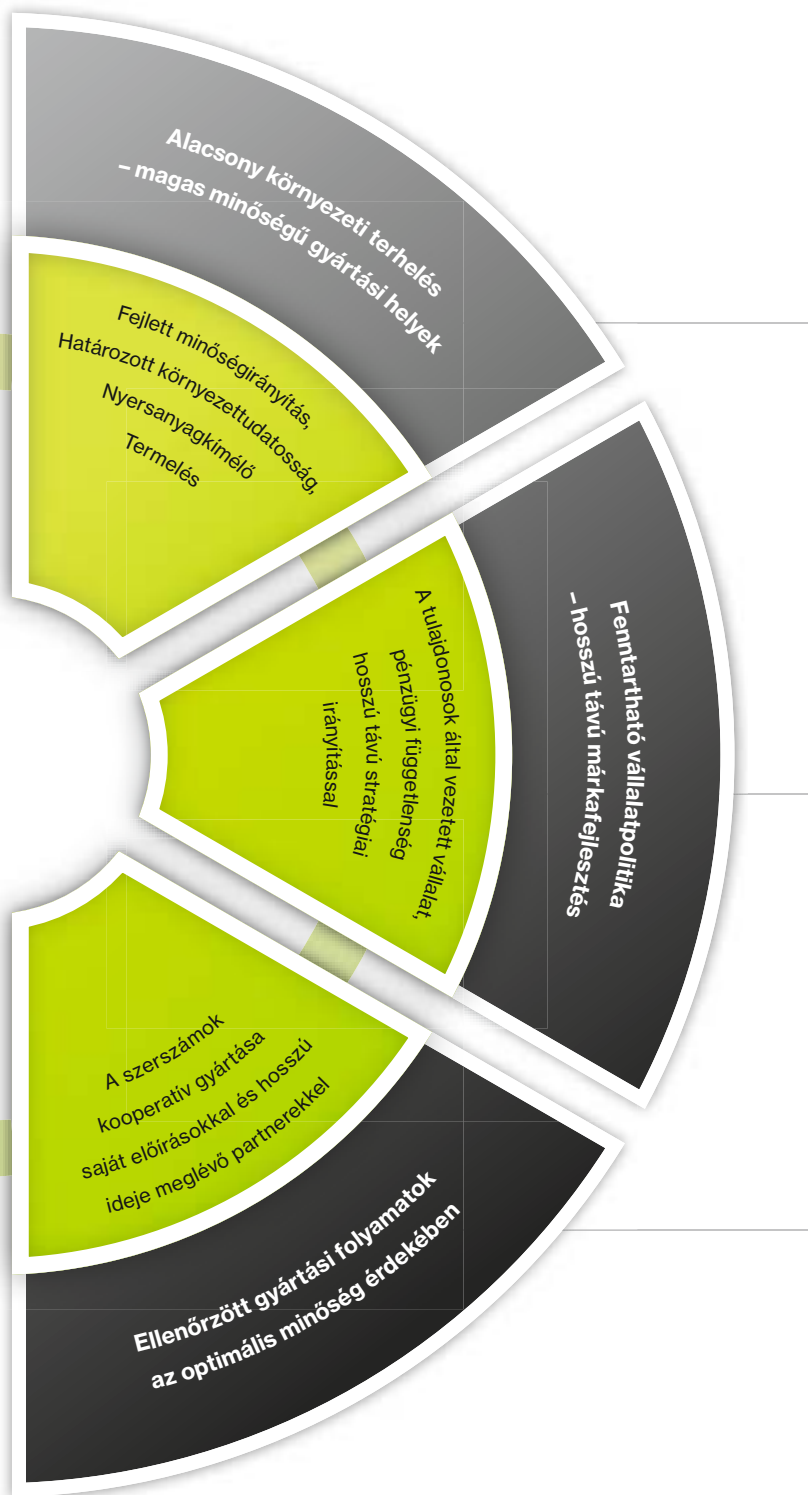 Alacsony környezeti terhelés
– magas minőségű gyártási helyek
Fejlett minőségirányítás,
Határozott környezettudatosság,
Nyersanyagkímélő
Termelés
Fenntartható vállalatpolitika
– hosszú távú márkafejlesztés
A tulajdonosok által vezetett vállalat,
pénzügyi függetlenség
hosszú távú stratégiai
irányítással
A szerszámok
kooperatív gyártása
saját előírásokkal és hosszú
ideje meglévő partnerekkel
Ellenőrzött gyártási folyamatok
az optimális minőség érdekében